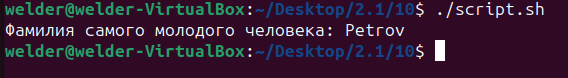 welder@welder-VirtualBox:~/Desktop/2.1/10$ ./script.sh
Фамилия самого молодого человека: Petrov
welder@welder-VirtualBox:~/Desktop/2.1/10$